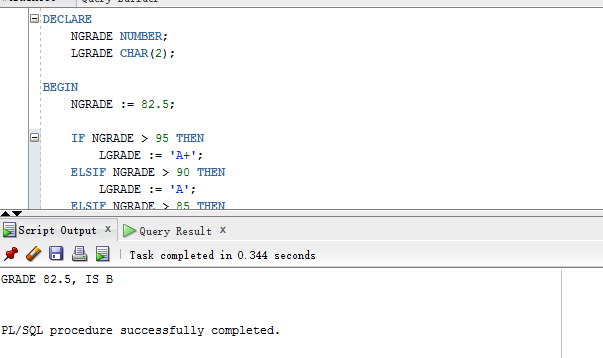 Query Builder
DECLARE
NGRADE NUMBER;
LGRADE CHAR(2);
BEGIN
NGRADE := 82.5;
IF NGRADE > 95 THEN
LGRADE := 'A+';
ELSIF NGRADE > 90 THEN
LGRADE := 'A';
ELSIF NGRADE > 85 THEN
Script Output x Query Result x
Task completed in 0.344 seconds
GRADE 82.5, IS B
PL/SQL procedure successfully completed.